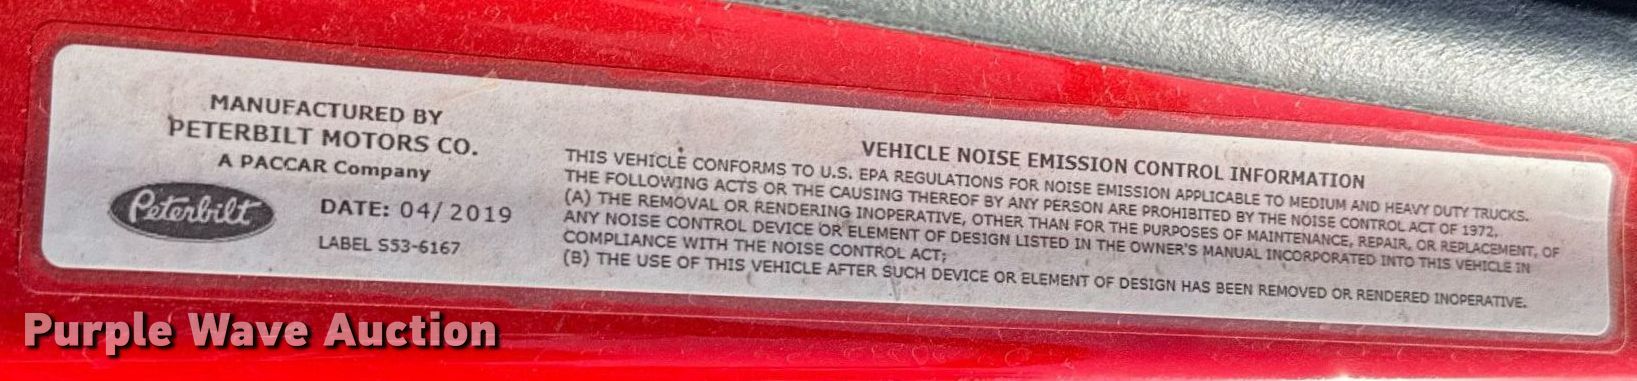 MANUFACTURED BY
PETERBILT MOTORS CO.
A PACCAR Company
Peterbilt
DATE: 04/ 2019
LABEL S53-6167
VEHICLE NOISE EMISSION CONTROL INFORMATION
THIS VEHICLE CONFORMS TO U.S. EPA REGULATIONS FOR NOISE EMISSION APPLICABLE TO MEDIUM AND HEAVY DUTY TRUCKS.
THE FOLLOWING ACTS OR THE CAUSING THEREOF BY ANY PERSON ARE PROHIBITED BY THE NOISE CONTROL ACT OF 1972.
(A) THE REMOVAL OR RENDERING INOPERATIVE, OTHER THAN FOR THE PURPOSES OF MAINTENANCE, REPAIR, OR REPLACEMENT, OF
ANY NOISE CONTROL DEVICE OR ELEMENT OF DESIGN LISTED IN THE OWNER'S MANUAL INCORPORATED INTO THIS VEHICLE IN
COMPLIANCE WITH THE NOISE CONTROL ACT;
(B) THE USE OF THIS VEHICLE AFTER SUCH DEVICE OR ELEMENT OF DESIGN HAS BEEN REMOVED OR RENDERED INOPERATIVE.
Purple Wave Auction